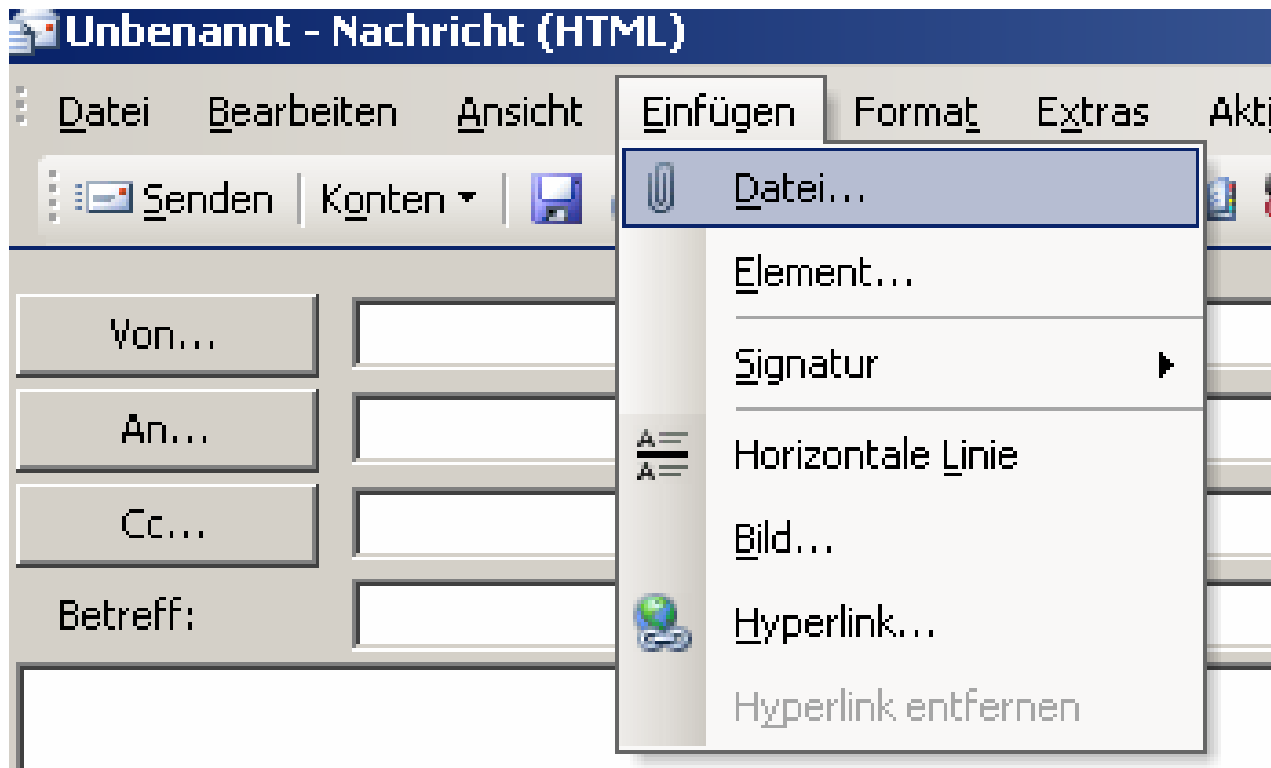 Unbenannt - Nachricht (HTML)
Datei Bearbeiten Ansicht Einfügen Format Extras
Senden Konten
Datei...
Element...
Von...
Signatur
An...
Horizontale Linie
Cc...
Bild...
Betreff:
Hyperlink...
Hyperlink entfernen